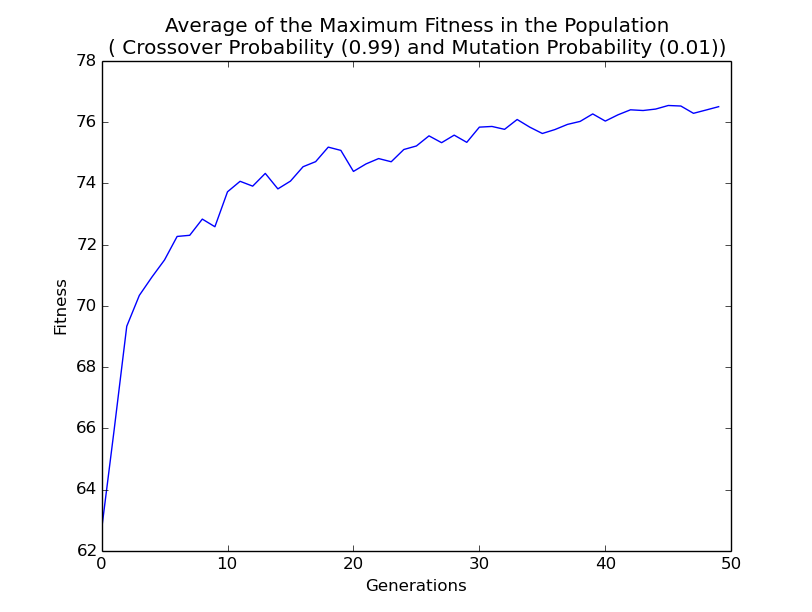 Average of the Maximum Fitness in the Population
( Crossover Probability (0.99) and Mutation Probability (0.01))
78
76
74
72
70
68
66
64
62
Fitness
0 10 20 30 40 50
Generations